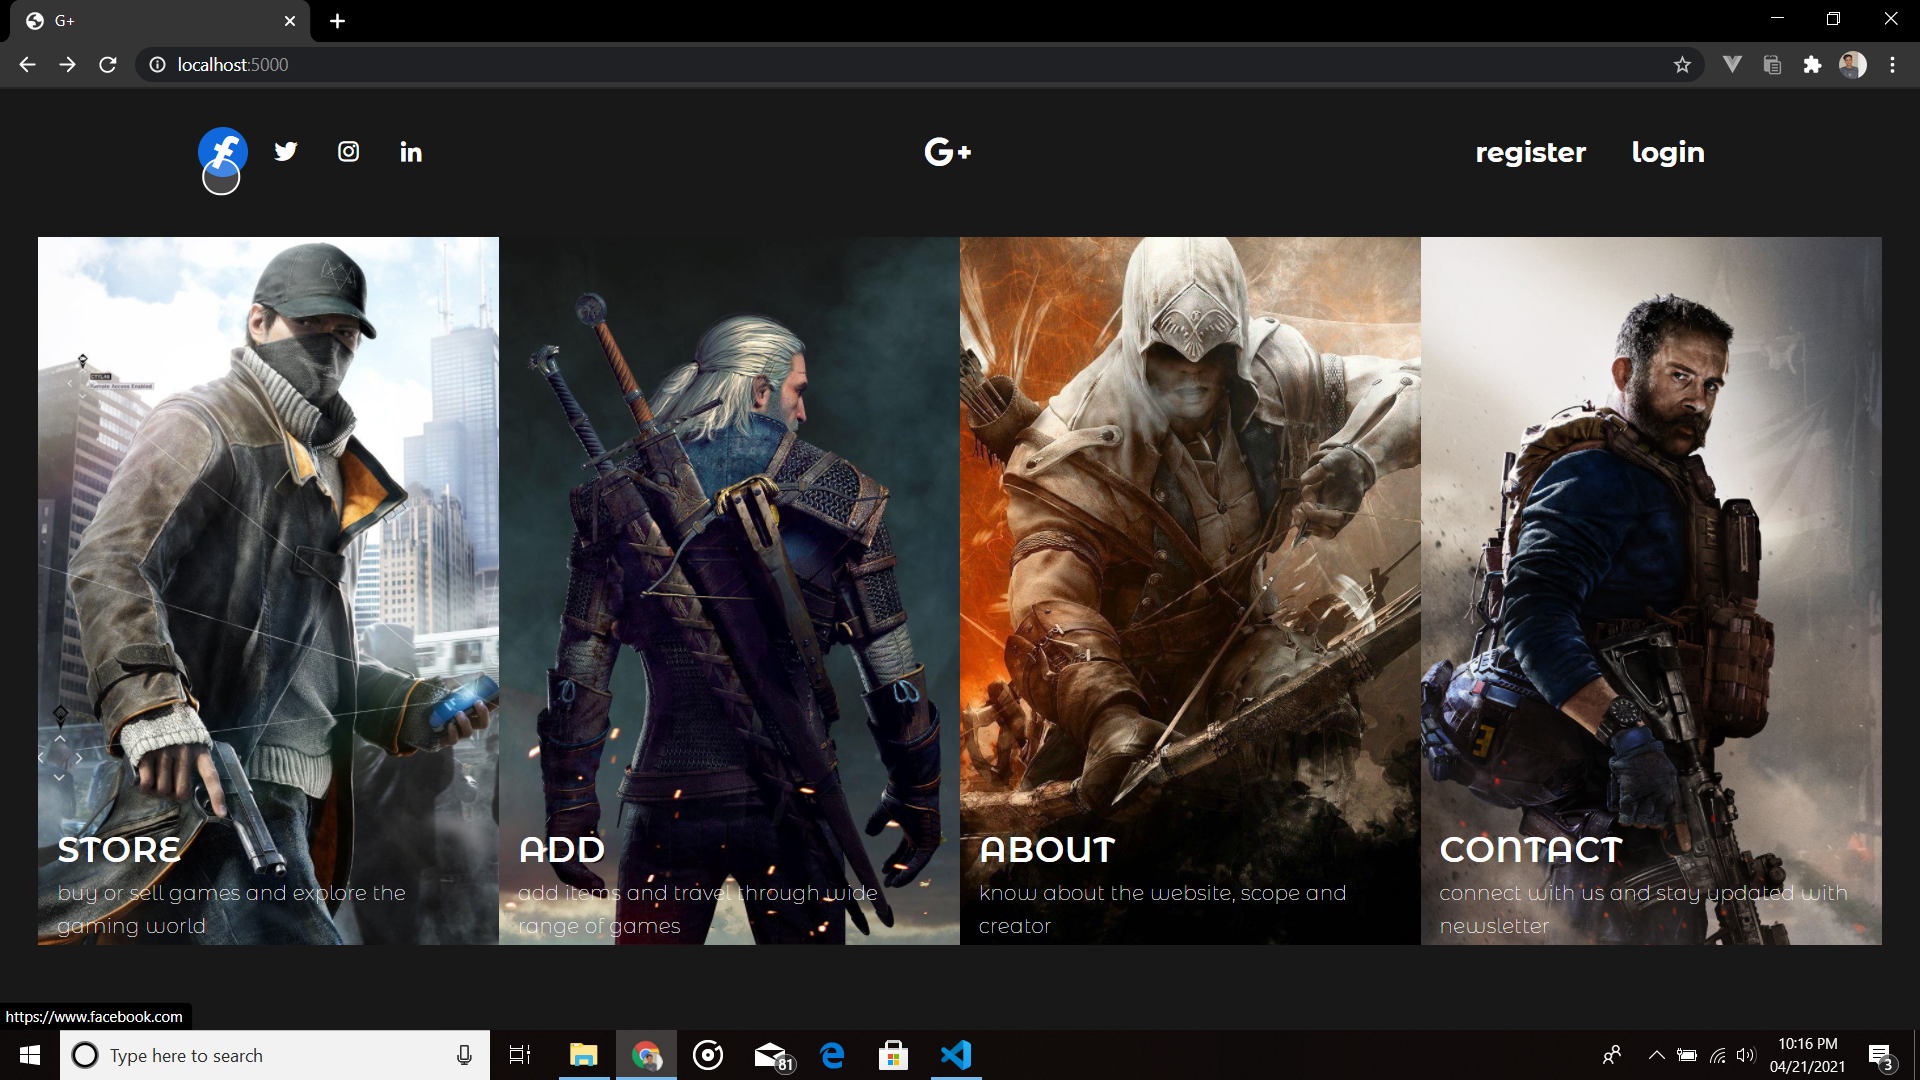 G+
localhost:5000
G+
register
login
STORE
buy or sell games and explore the
gaming world
ADD
add items and travel through wide
range of games
ABOUT
know about the website, scope and
creator
CONTACT
connect with us and stay updated with
newsletter
https://www.facebook.com
Type here to search
81
10:16 PM
04/21/2021
3